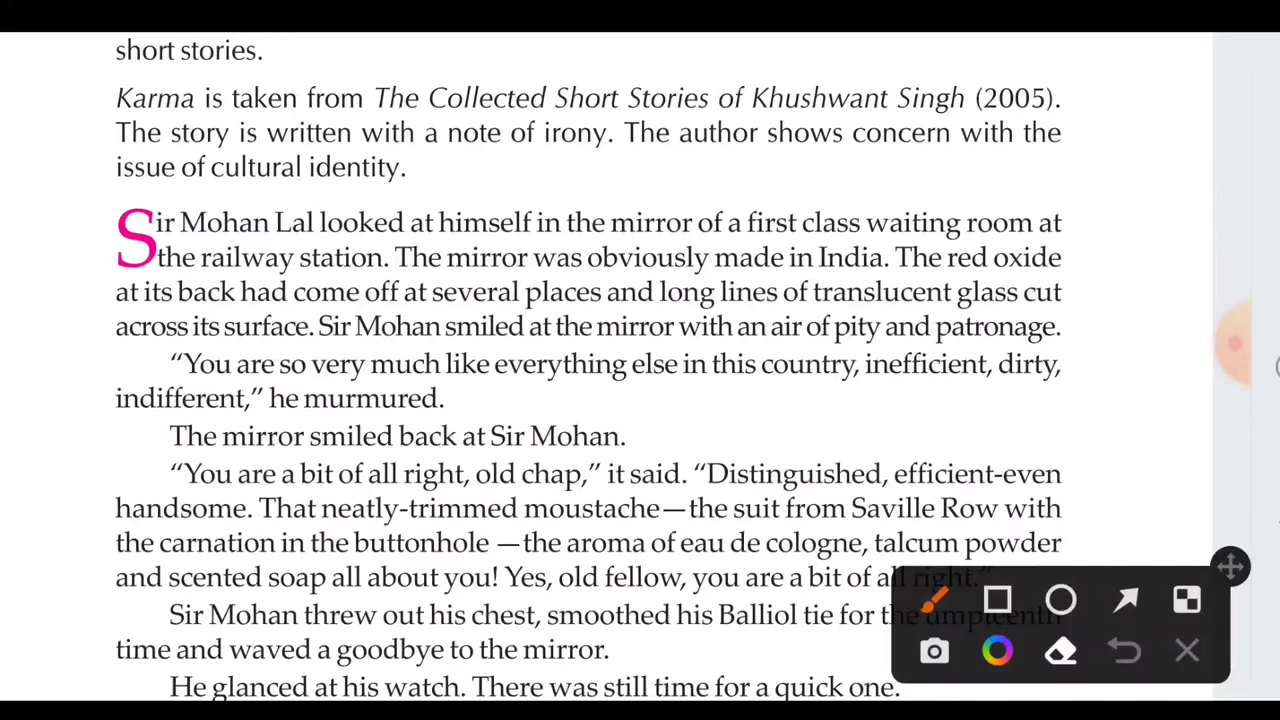 short stories.
Karma is taken from The Collected Short Stories of Khushwant Singh (2005).
The story is written with a note of irony. The author shows concern with the
issue of cultural identity.
Sir Mohan Lal looked at himself in the mirror of a first class waiting room at
the railway station. The mirror was obviously made in India. The red oxide
at its back had come off at several places and long lines of translucent glass cut
across its surface. Sir Mohan smiled at the mirror with an air of pity and patronage.
“You are so very much like everything else in this country, inefficient, dirty,
indifferent,” he murmured.
The mirror smiled back at Sir Mohan.
“You are a bit of all right, old chap,” it said. “Distinguished, efficient-even
handsome. That neatly-trimmed moustache—the suit from Saville Row with
the carnation in the buttonhole —the aroma of eau de cologne, talcum powder
and scented soap all about you! Yes, old fellow, you are a bit of all right.”
Sir Mohan threw out his chest, smoothed his Balliol tie for the umpteenth
time and waved a goodbye to the mirror.
He glanced at his watch. There was still time for a quick one.